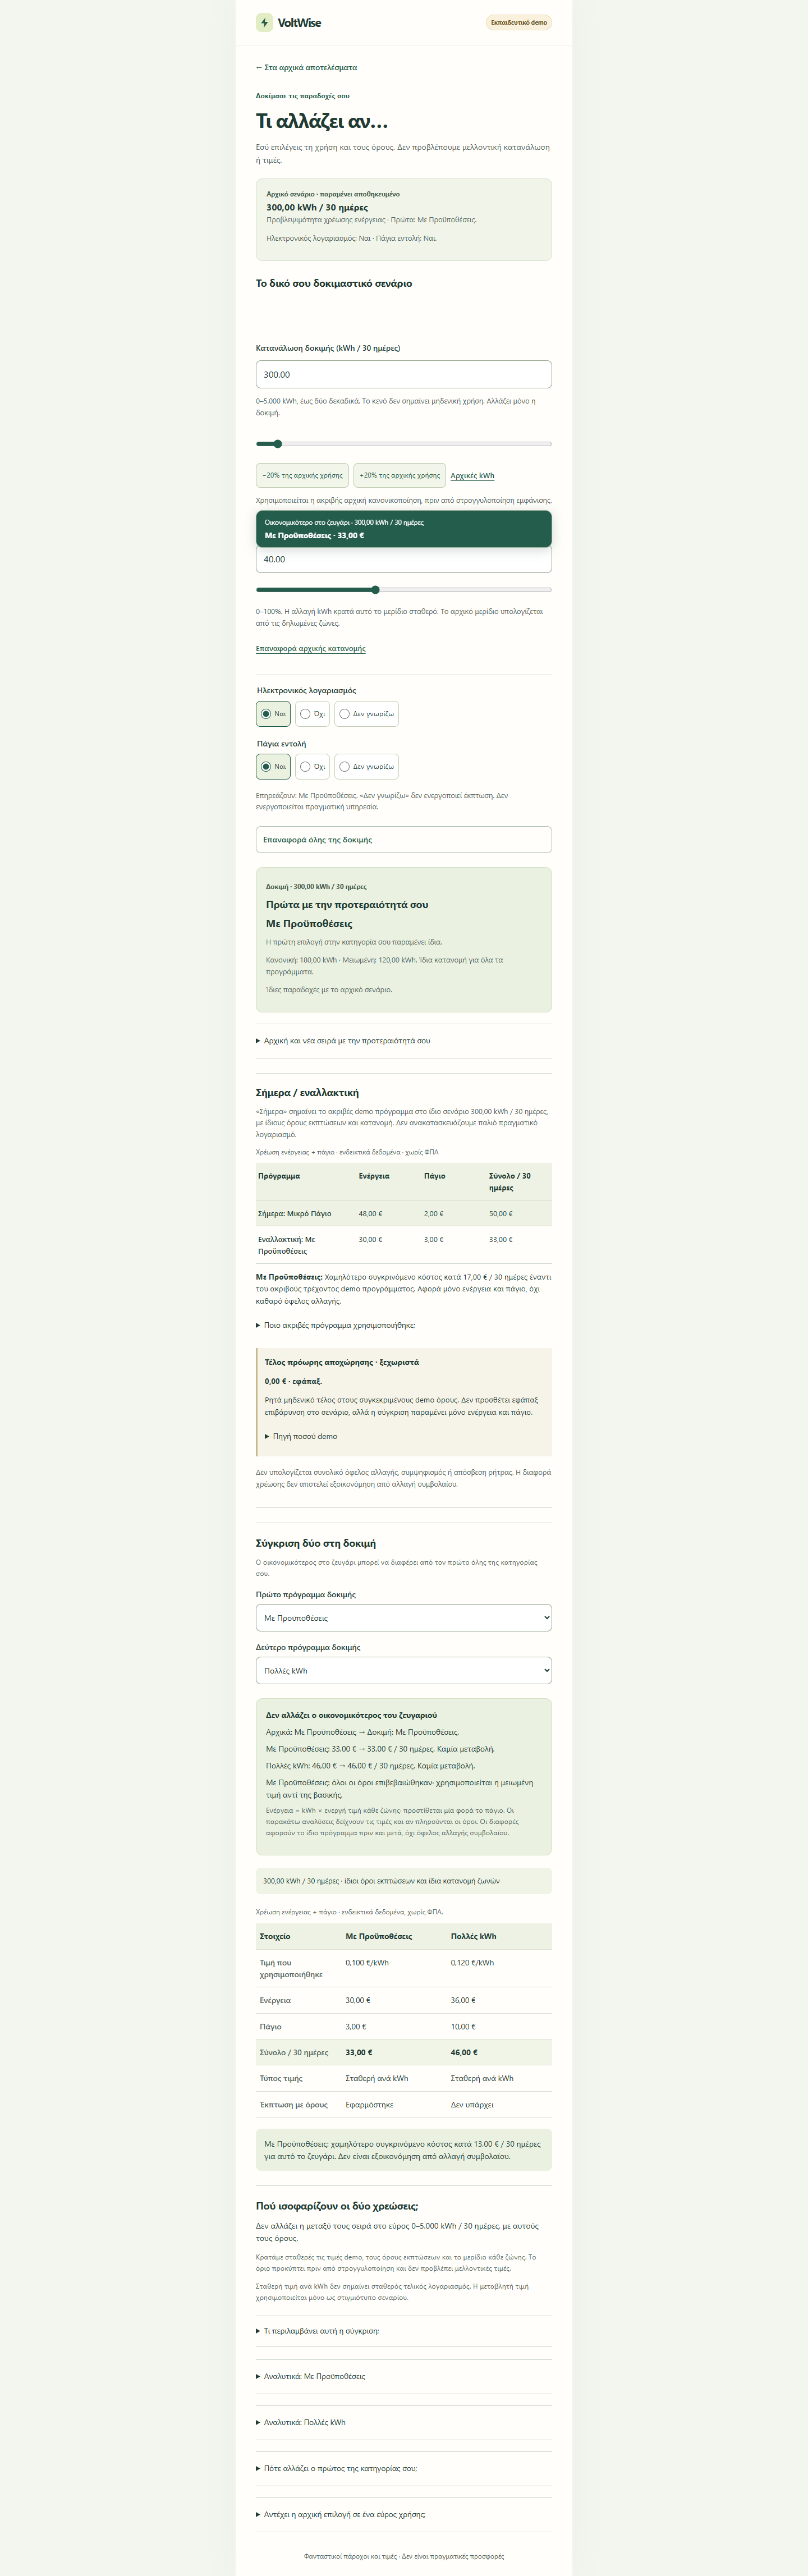 VoltWise
Εκπαιδευτικό demo
← Στα αρχικά αποτελέσματα
Δοκίμασε τις παραδοχές σου
Τι αλλάζει αν…
Εσύ επιλέγεις τη χρήση και τους όρους. Δεν προβλέπουμε μελλοντική κατανάλωση
ή τιμές.
Αρχικό σενάριο · παραμένει αποθηκευμένο
300,00 kWh / 30 ημέρες
Προβλεψιμότητα χρέωσης ενέργειας · Πρώτα: Με Προϋποθέσεις.
Ηλεκτρονικός λογαριασμός: Ναι · Πάγια εντολή: Ναι.
Το δικό σου δοκιμαστικό σενάριο
Κατανάλωση δοκιμής (kWh / 30 ημέρες)
300.00
0–5.000 kWh, έως δύο δεκαδικά. Το κενό δεν σημαίνει μηδενική χρήση. Αλλάζει μόνο η
δοκιμή.
−20% της αρχικής χρήσης
+20% της αρχικής χρήσης
Αρχικές kWh
Χρησιμοποιείται η ακριβής αρχική κανονικοποίηση, πριν από στρογγυλοποίηση εμφάνισης.
Οικονομικότερο στο ζευγάρι · 300,00 kWh / 30 ημέρες
Με Προϋποθέσεις · 33,00 €
40.00
0–100%. Η αλλαγή kWh κρατά αυτό το μερίδιο σταθερό. Το αρχικό μερίδιο υπολογίζεται
από τις δηλωμένες ζώνες.
Επαναφορά αρχικής κατανομής
Ηλεκτρονικός λογαριασμός
Ναι
Όχι
Δεν γνωρίζω
Πάγια εντολή
Ναι
Όχι
Δεν γνωρίζω
Επηρεάζουν: Με Προϋποθέσεις. «Δεν γνωρίζω» δεν ενεργοποιεί έκπτωση. Δεν
ενεργοποιείται πραγματική υπηρεσία.
Επαναφορά όλης της δοκιμής
Δοκιμή · 300,00 kWh / 30 ημέρες
Πρώτα με την προτεραιότητά σου
Με Προϋποθέσεις
Η πρώτη επιλογή στην κατηγορία σου παραμένει ίδια.
Κανονική: 180,00 kWh · Μειωμένη: 120,00 kWh. Ίδια κατανομή για όλα τα
προγράμματα.
Ίδιες παραδοχές με το αρχικό σενάριο.
Αρχική και νέα σειρά με την προτεραιότητά σου
Σήμερα / εναλλακτική
«Σήμερα» σημαίνει το ακριβές demo πρόγραμμα στο ίδιο σενάριο 300,00 kWh / 30 ημέρες,
με ίδιους όρους εκπτώσεων και κατανομή. Δεν ανακατασκευάζουμε παλιό πραγματικό
λογαριασμό.
Χρέωση ενέργειας + πάγιο · ενδεικτικά δεδομένα · χωρίς ΦΠΑ
Πρόγραμμα Ενέργεια Πάγιο Σύνολο / 30
ημέρες
Σήμερα: Μικρό Πάγιο 48,00 € 2,00 € 50,00 €
Εναλλακτική: Με 30,00 € 3,00 € 33,00 €
Προϋποθέσεις
Με Προϋποθέσεις: Χαμηλότερο συγκρινόμενο κόστος κατά 17,00 € / 30 ημέρες έναντι
του ακριβούς τρέχοντος demo προγράμματος. Αφορά μόνο ενέργεια και πάγιο, όχι
καθαρό όφελος αλλαγής.
Ποιο ακριβές πρόγραμμα χρησιμοποιήθηκε;
Τέλος πρόωρης αποχώρησης · ξεχωριστά
0,00 € · εφάπαξ.
Ρητά μηδενικό τέλος στους συγκεκριμένους demo όρους. Δεν προσθέτει εφάπαξ
επιβάρυνση στο σενάριο, αλλά η σύγκριση παραμένει μόνο ενέργεια και πάγιο.
Πηγή ποσού demo
Δεν υπολογίζεται συνολικό όφελος αλλαγής, συμψηφισμός ή απόσβεση ρήτρας. Η διαφορά
χρέωσης δεν αποτελεί εξοικονόμηση από αλλαγή συμβολαίου.
Σύγκριση δύο στη δοκιμή
Ο οικονομικότερος στο ζευγάρι μπορεί να διαφέρει από τον πρώτο όλης της κατηγορίας
σου.
Πρώτο πρόγραμμα δοκιμής
Με Προϋποθέσεις
Δεύτερο πρόγραμμα δοκιμής
Πολλές kWh
Δεν αλλάζει ο οικονομικότερος του ζευγαριού
Αρχικά: Με Προϋποθέσεις → Δοκιμή: Με Προϋποθέσεις.
Με Προϋποθέσεις: 33,00 € → 33,00 € / 30 ημέρες. Καμία μεταβολή.
Πολλές kWh: 46,00 € → 46,00 € / 30 ημέρες. Καμία μεταβολή.
Με Προϋποθέσεις: όλοι οι όροι επιβεβαιώθηκαν· χρησιμοποιείται η μειωμένη
τιμή αντί της βασικής.
Ενέργεια = kWh × ενεργή τιμή κάθε ζώνης· προστίθεται μία φορά το πάγιο. Οι
παρακάτω αναλύσεις δείχνουν τις τιμές και αν πληρούνται οι όροι. Οι διαφορές
αφορούν το ίδιο πρόγραμμα πριν και μετά, όχι όφελος αλλαγής συμβολαίου.
300,00 kWh / 30 ημέρες · ίδιοι όροι εκπτώσεων και ίδια κατανομή ζωνών
Χρέωση ενέργειας + πάγιο · ενδεικτικά δεδομένα, χωρίς ΦΠΑ.
Στοιχείο Με Προϋποθέσεις Πολλές kWh
Τιμή που 0,100 €/kWh 0,120 €/kWh
χρησιμοποιήθηκε
Ενέργεια 30,00 € 36,00 €
Πάγιο 3,00 € 10,00 €
Σύνολο / 30 ημέρες 33,00 € 46,00 €
Τύπος τιμής Σταθερή ανά kWh Σταθερή ανά kWh
Έκπτωση με όρους Εφαρμόστηκε Δεν υπάρχει
Με Προϋποθέσεις: χαμηλότερο συγκρινόμενο κόστος κατά 13,00 € / 30 ημέρες
για αυτό το ζευγάρι. Δεν είναι εξοικονόμηση από αλλαγή συμβολαίου.
Πού ισοφαρίζουν οι δύο χρεώσεις;
Δεν αλλάζει η μεταξύ τους σειρά στο εύρος 0–5.000 kWh / 30 ημέρες, με αυτούς
τους όρους.
Κρατάμε σταθερές τις τιμές demo, τους όρους εκπτώσεων και το μερίδιο κάθε ζώνης. Το
όριο προκύπτει πριν από στρογγυλοποίηση και δεν προβλέπει μελλοντικές τιμές.
Σταθερή τιμή ανά kWh δεν σημαίνει σταθερός τελικός λογαριασμός. Η μεταβλητή τιμή
χρησιμοποιείται μόνο ως στιγμιότυπο σεναρίου.
Τι περιλαμβάνει αυτή η σύγκριση;
Αναλυτικά: Με Προϋποθέσεις
Αναλυτικά: Πολλές kWh
Πότε αλλάζει ο πρώτος της κατηγορίας σου;
Αντέχει η αρχική επιλογή σε ένα εύρος χρήσης;
Φανταστικοί πάροχοι και τιμές · Δεν είναι πραγματικές προσφορές